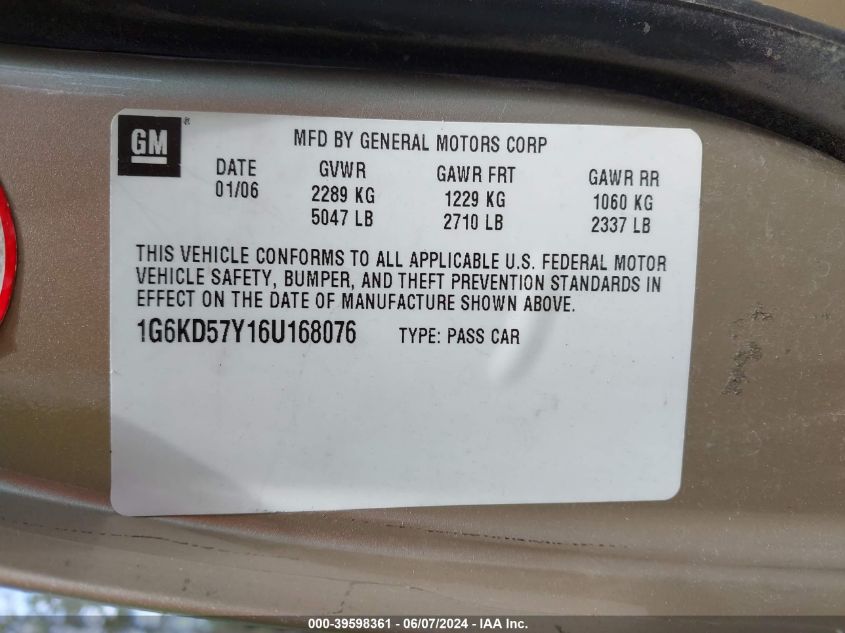 GM®
MFD BY GENERAL MOTORS CORP
DATE GVWR GAWR FRT GAWR RR
01/06 2289 KG 1229 KG 1060 KG
5047 LB 2710 LB 2337 LB
THIS VEHICLE CONFORMS TO ALL APPLICABLE U.S. FEDERAL MOTOR
VEHICLE SAFETY, BUMPER, AND THEFT PREVENTION STANDARDS IN
EFFECT ON THE DATE OF MANUFACTURE SHOWN ABOVE.
1G6KD57Y16U168076 TYPE: PASS CAR
000-39598361 - 06/07/2024 - IAA Inc.